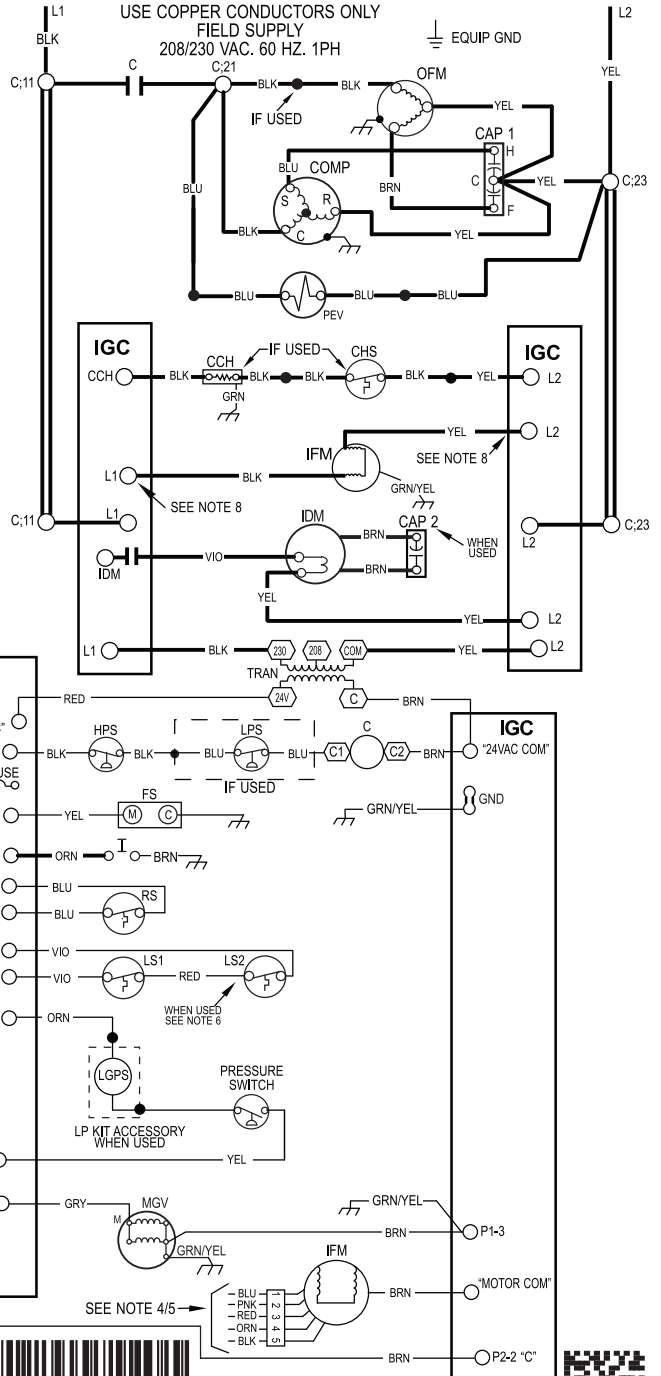 L1
USE COPPER CONDUCTORS ONLY
FIELD SUPPLY
208/230 VAC. 60 HZ. 1PH
EQUIP GND
L2
BLK
YEL
C;11
C
C;21
BLK
BLK
OFM
IF USED
YEL
CAP 1
H
C
F
BLU
COMP
S
R
C
BRN
YEL
C;23
BLU
BLK
YEL
BLU
BLU
BLU
PEV
IGC
IGC
IF USED
CCH
CCH
CHS
BLK
BLK
BLK
BLK
YEL
L2
GRN
YEL
L2
IFM
SEE NOTE 8
L1
BLK
GRN/YEL
SEE NOTE 8
C;11
L1
IDM
BRN
CAP 2
WHEN
USED
L2
C;23
IDM
VIO
BRN
YEL
YEL
L2
L1
BLK
230
208
COM
YEL
L2
TRAN
24V
C
RED
BRN
IGC
HPS
LPS
C
BLK
BLK
BLU
BLU
C1
C2
BRN
"24VAC COM"
IF USED
FS
YEL
M
C
GRN/YEL
GND
ORN
BRN
BLU
RS
BLU
VIO
LS1
LS2
VIO
RED
WHEN USED
SEE NOTE 6
ORN
LGPS
PRESSURE
SWITCH
LP KIT ACCESSORY
WHEN USED
YEL
GRY
MGV
M
GRN/YEL
GRN/YEL
BRN
P1-3
IFM
BLU
1
PNK
2
RED
3
ORN
4
BLK
5
SEE NOTE 4/5
BRN
"MOTOR COM"
BRN
P2-2 "C"